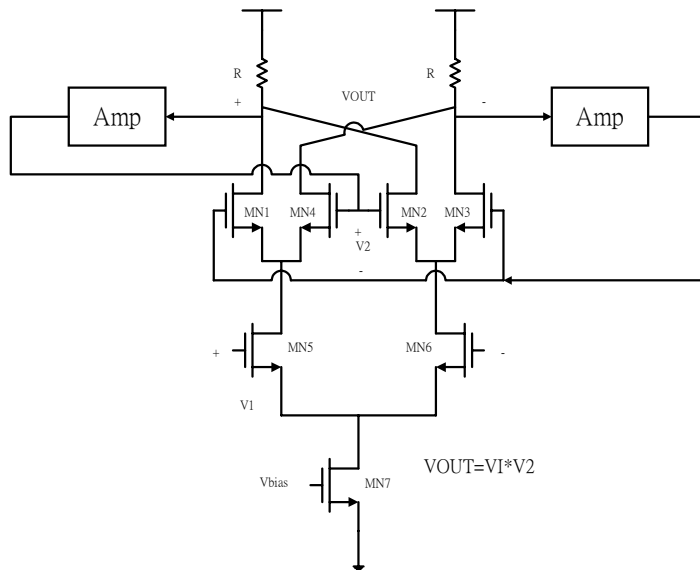 R
R
+
VOUT
-
Amp
Amp
MN1
MN4
MN2
MN3
+
V2
-
+
MN5
MN6
-
V1
VOUT=VI*V2
Vbias
MN7